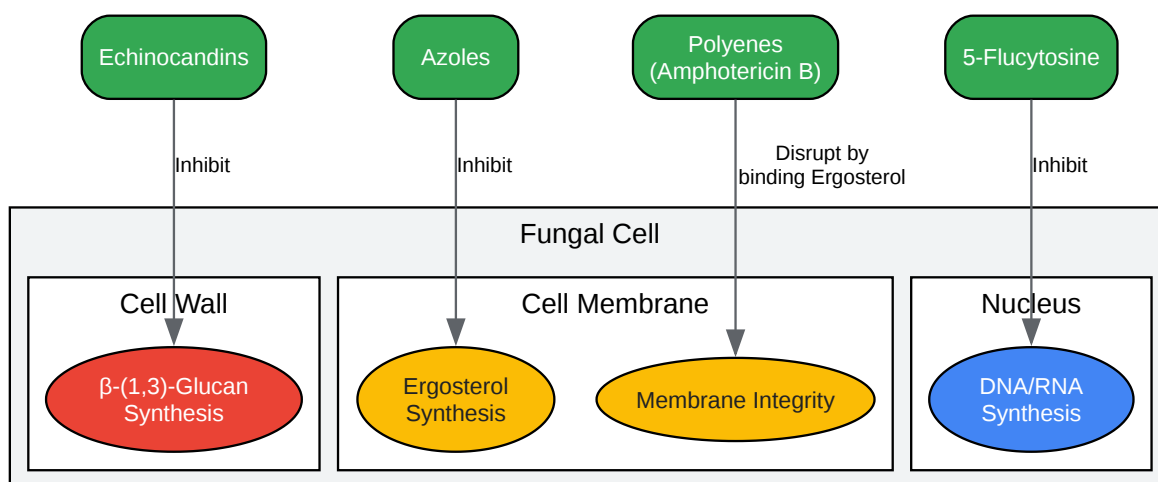 Echinocandins
Azoles
Polyenes
(Amphotericin B)
5-Flucytosine
Inhibit
Inhibit
Disrupt by
binding Ergosterol
Inhibit
Fungal Cell
Cell Wall
Cell Membrane
Nucleus
β-(1,3)-Glucan
Synthesis
Ergosterol
Synthesis
Membrane Integrity
DNA/RNA
Synthesis